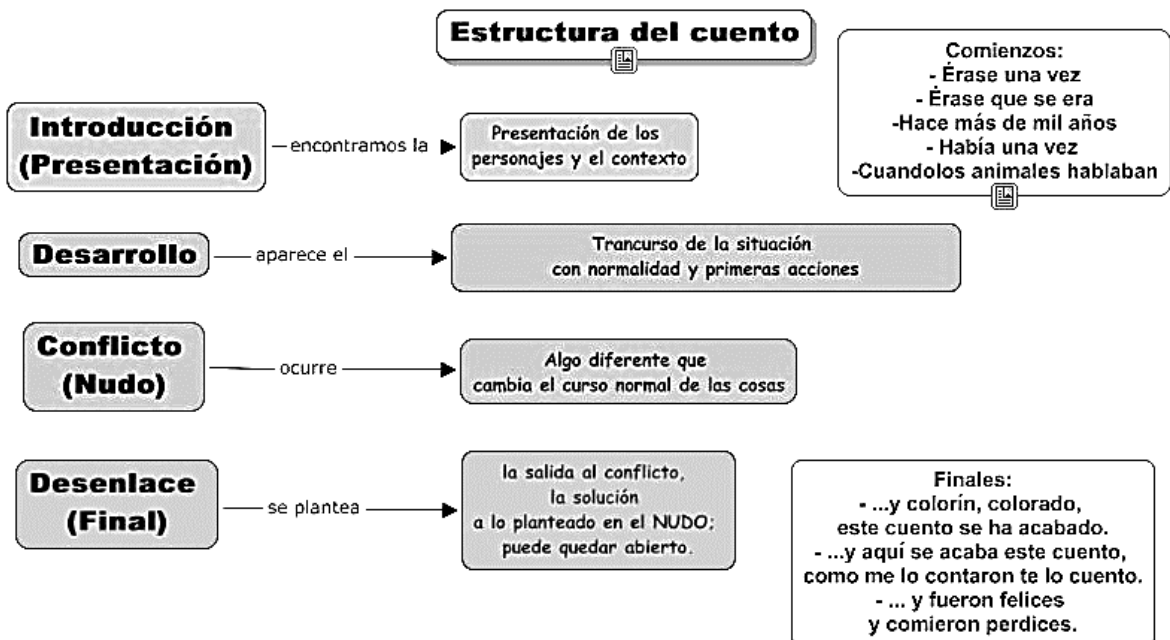 Estructura del cuento
Comienzos:
- Érase una vez
- Érase que se era
-Hace más de mil años
- Había una vez
-Cuandolos animales hablaban
Introducción
(Presentación)
encontramos la
Presentación de los
personajes y el contexto
Desarrollo
aparece el
Trancurso de la situación
con normalidad y primeras acciones
Conflicto
(Nudo)
ocurre
Algo diferente que
cambia el curso normal de las cosas
Desenlace
(Final)
se plantea
la salida al conflicto,
la solución
a lo planteado en el NUDO;
puede quedar abierto.
Finales:
- ...y colorín, colorado,
este cuento se ha acabado.
- ...y aquí se acaba este cuento,
como me lo contaron te lo cuento.
- ... y fueron felices
y comieron perdices.